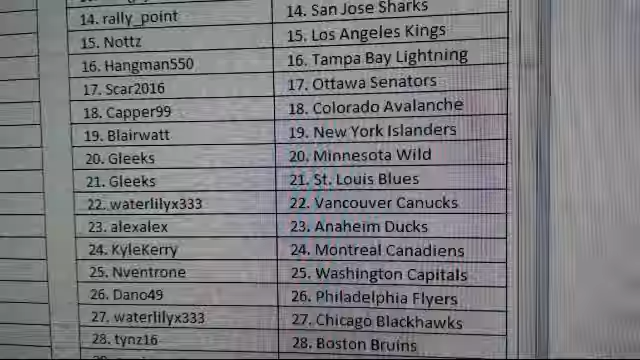 14. rally_point 14. San Jose Sharks
15. Nottz 15. Los Angeles Kings
16. Hangman550 16. Tampa Bay Lightning
17. Scar2016 17. Ottawa Senators
18. Capper99 18. Colorado Avalanche
19. Blairwatt 19. New York Islanders
20. Gleeks 20. Minnesota Wild
21. Gleeks 21. St. Louis Blues
22. waterlilyx333 22. Vancouver Canucks
23. alexalex 23. Anaheim Ducks
24. KyleKerry 24. Montreal Canadiens
25. Nventrone 25. Washington Capitals
26. Dano49 26. Philadelphia Flyers
27. waterlilyx333 27. Chicago Blackhawks
28. tynz16 28. Boston Bruins